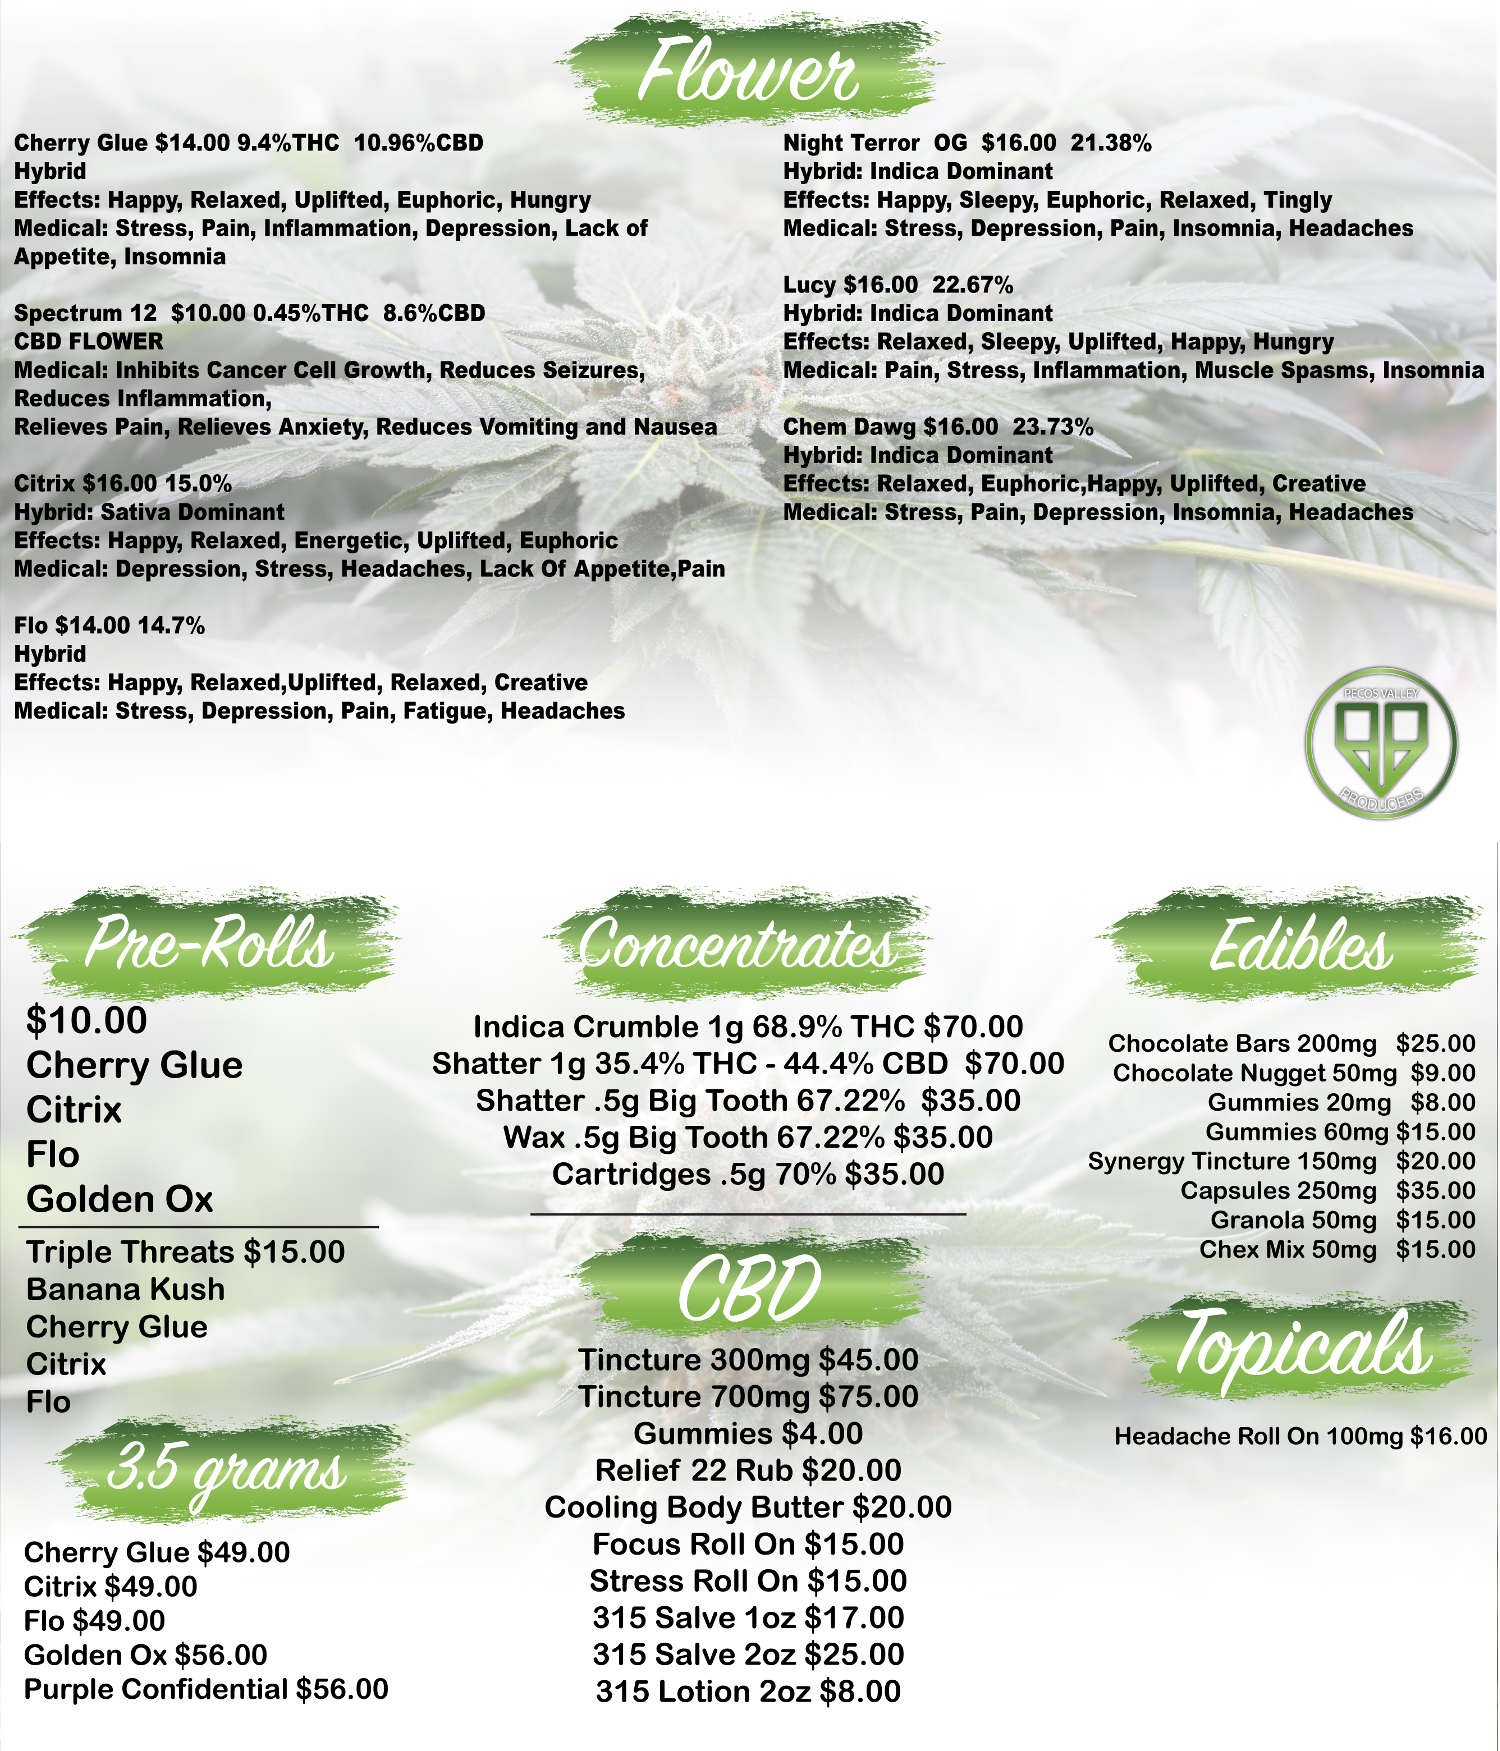 Flower
Cherry Glue $14.00 9.4%THC 10.96%CBD
Hybrid
Effects: Happy, Relaxed, Uplifted, Euphoric, Hungry
Medical: Stress, Pain, Inflammation, Depression, Lack of
Appetite, Insomnia
Spectrum 12 $10.00 0.45%THC 8.6%CBD
CBD FLOWER
Medical: Inhibits Cancer Cell Growth, Reduces Seizures,
Reduces Inflammation,
Relieves Pain, Relieves Anxiety, Reduces Vomiting and Nausea
Citrix $16.00 15.0%
Hybrid: Sativa Dominant
Effects: Happy, Relaxed, Energetic, Uplifted, Euphoric
Medical: Depression, Stress, Headaches, Lack Of Appetite,Pain
Flo $14.00 14.7%
Hybrid
Effects: Happy, Relaxed,Uplifted, Relaxed, Creative
Medical: Stress, Depression, Pain, Fatigue, Headaches
Night Terror OG $16.00 21.38%
Hybrid: Indica Dominant
Effects: Happy, Sleepy, Euphoric, Relaxed, Tingly
Medical: Stress, Depression, Pain, Insomnia, Headaches
Lucy $16.00 22.67%
Hybrid: Indica Dominant
Effects: Relaxed, Sleepy, Uplifted, Happy, Hungry
Medical: Pain, Stress, Inflammation, Muscle Spasms, Insomnia
Chem Dawg $16.00 23.73%
Hybrid: Indica Dominant
Effects: Relaxed, Euphoric,Happy, Uplifted, Creative
Medical: Stress, Pain, Depression, Insomnia, Headaches
PECOS VALLEY
PRODUCERS
Pre-Rolls
$10.00
Cherry Glue
Citrix
Flo
Golden Ox
Triple Threats $15.00
Banana Kush
Cherry Glue
Citrix
Flo
3.5 grams
Cherry Glue $49.00
Citrix $49.00
Flo $49.00
Golden Ox $56.00
Purple Confidential $56.00
Concentrates
Indica Crumble 1g 68.9% THC $70.00
Shatter 1g 35.4% THC - 44.4% CBD $70.00
Shatter .5g Big Tooth 67.22% $35.00
Wax .5g Big Tooth 67.22% $35.00
Cartridges .5g 70% $35.00
CBD
Tincture 300mg $45.00
Tincture 700mg $75.00
Gummies $4.00
Relief 22 Rub $20.00
Cooling Body Butter $20.00
Focus Roll On $15.00
Stress Roll On $15.00
315 Salve 1oz $17.00
315 Salve 2oz $25.00
315 Lotion 2oz $8.00
Edibles
Chocolate Bars 200mg $25.00
Chocolate Nugget 50mg $9.00
Gummies 20mg $8.00
Gummies 60mg $15.00
Synergy Tincture 150mg $20.00
Capsules 250mg $35.00
Granola 50mg $15.00
Chex Mix 50mg $15.00
Topicals
Headache Roll On 100mg $16.00